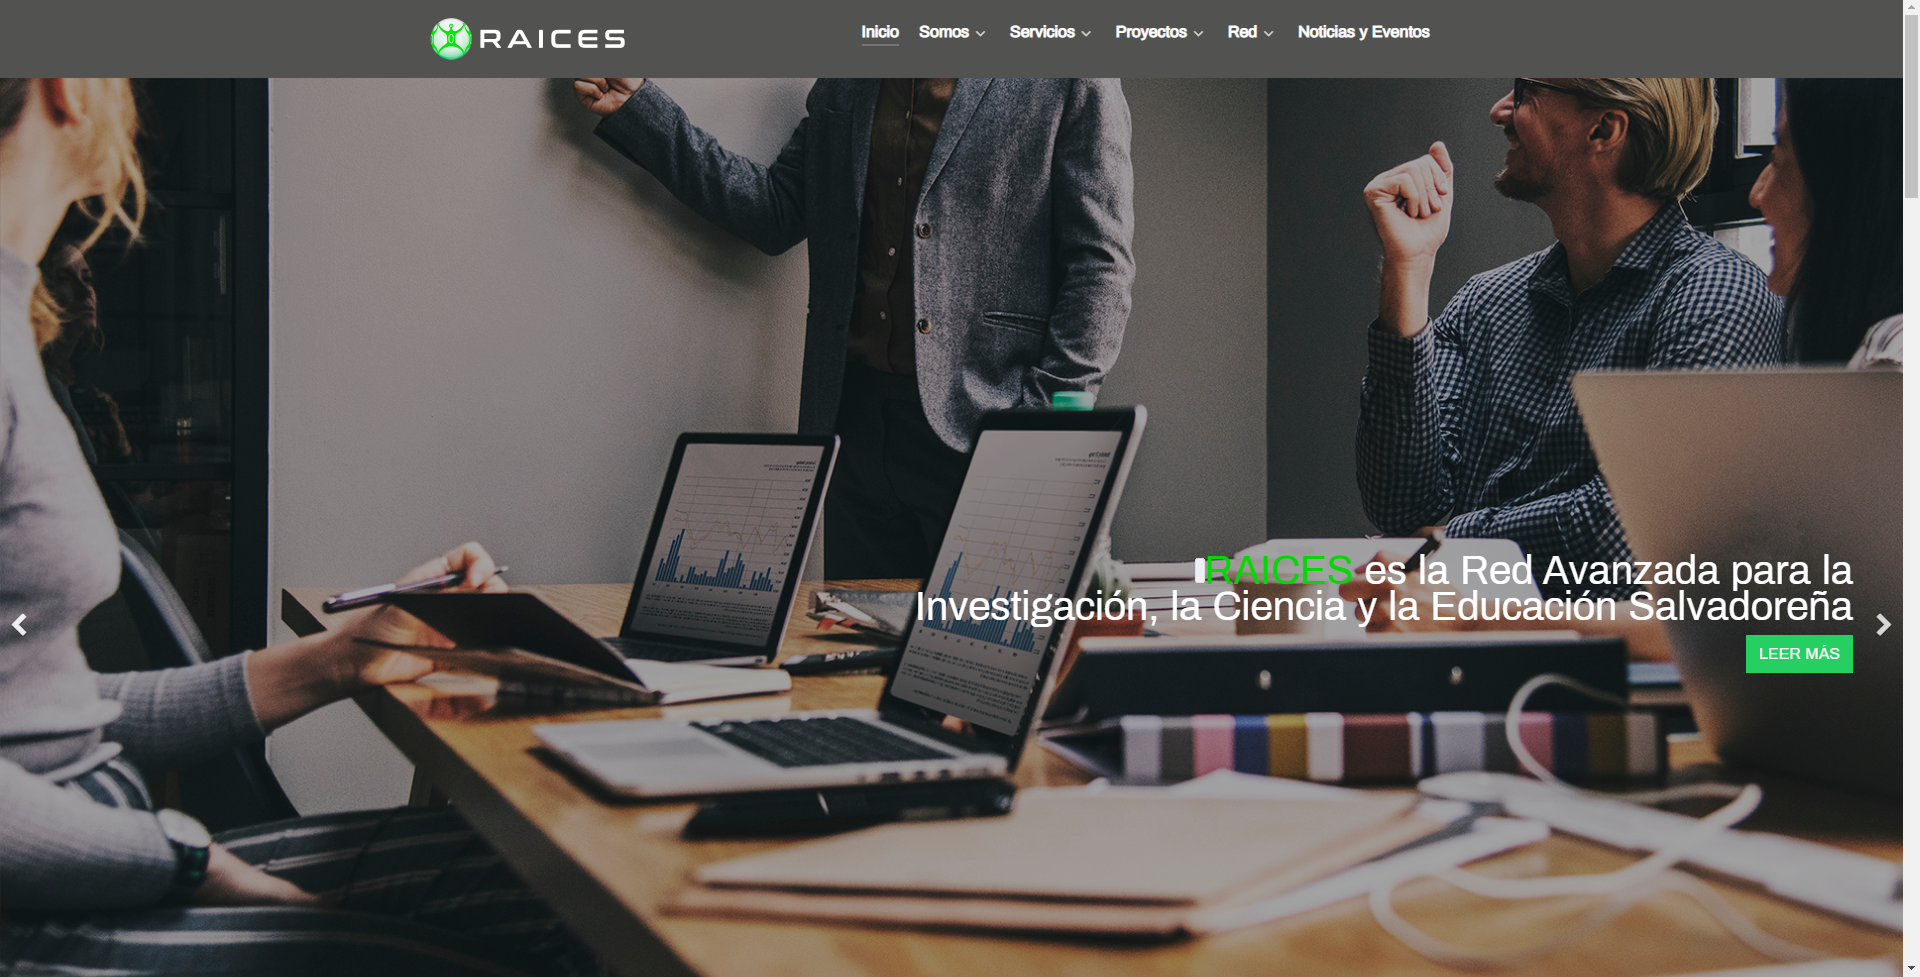 RAICES
Inicio Somos Servicios Proyectos Red Noticias y Eventos
RAICES es la Red Avanzada para la
Investigación, la Ciencia y la Educación Salvadoreña
LEER MÁS